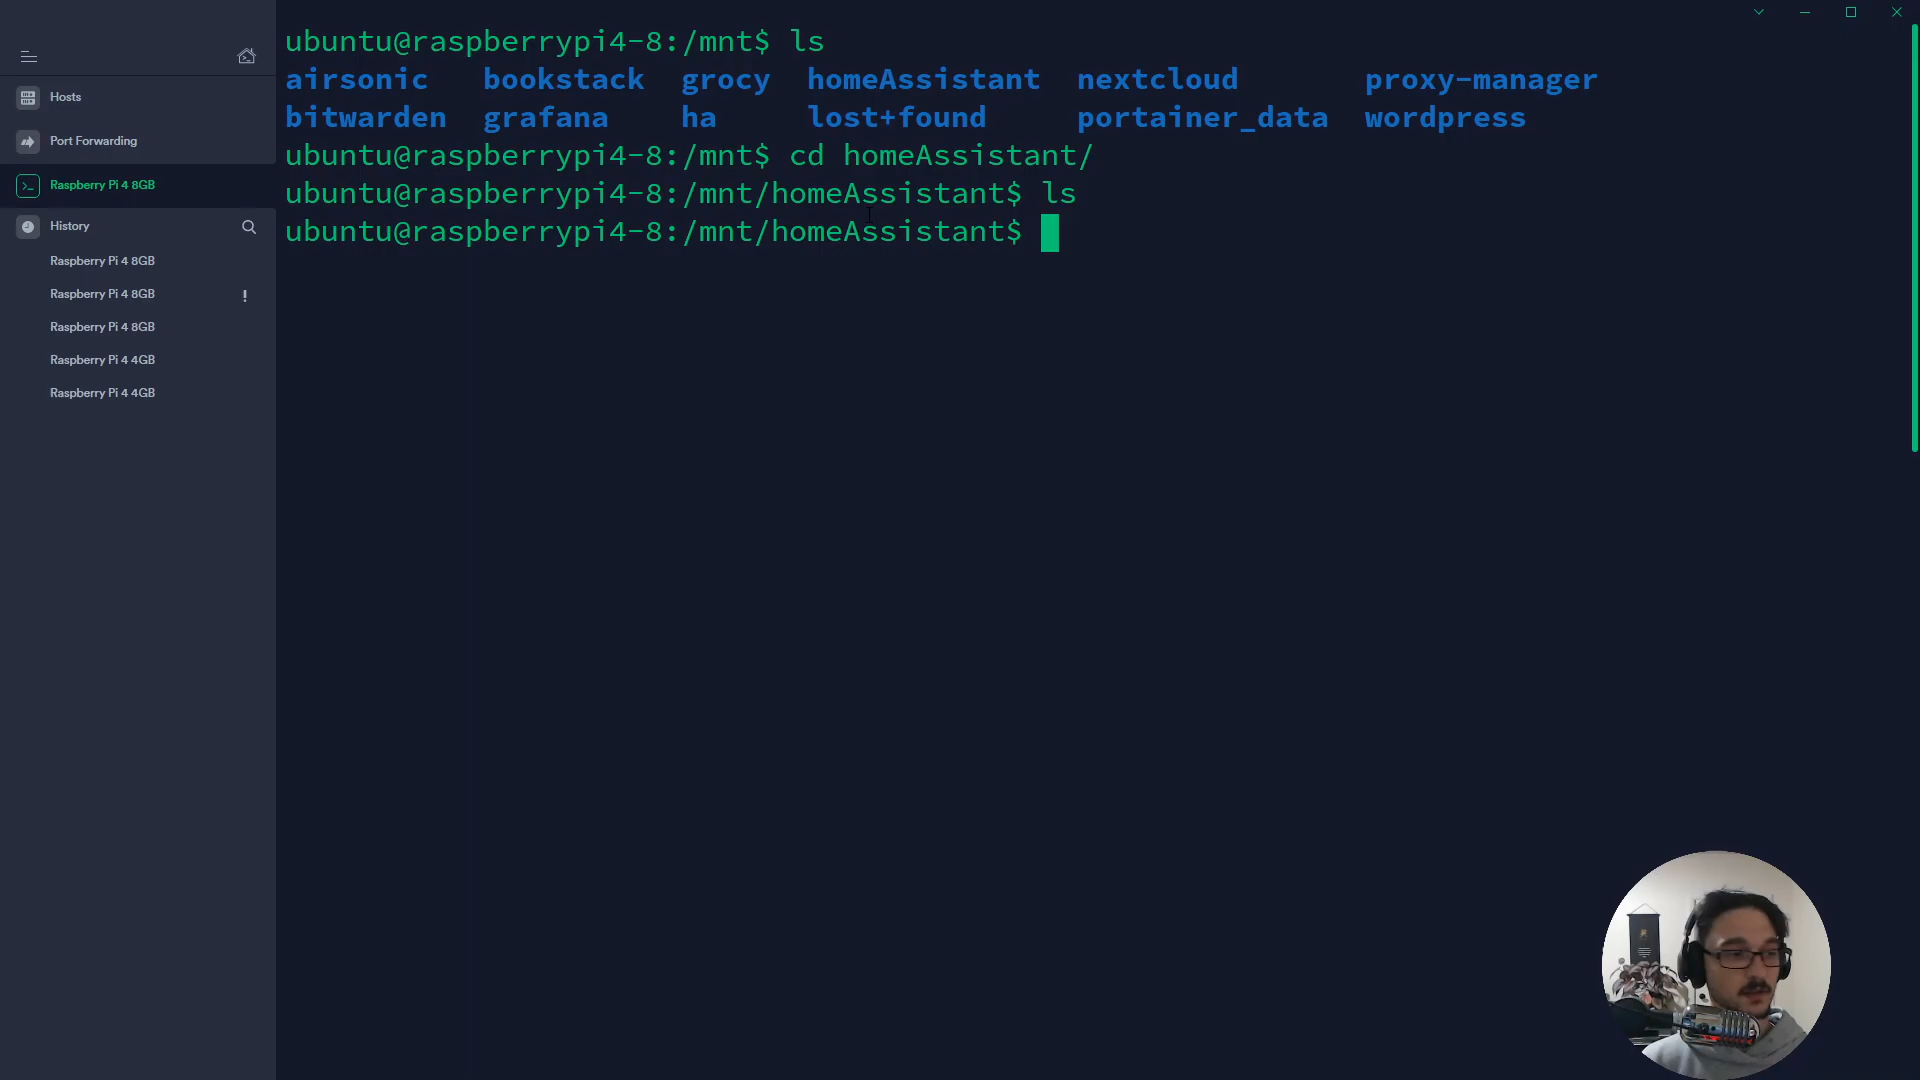 Hosts
Port Forwarding
Raspberry Pi 4 8GB
History
Raspberry Pi 4 8GB
Raspberry Pi 4 8GB !
Raspberry Pi 4 8GB
Raspberry Pi 4 4GB
Raspberry Pi 4 4GB
ubuntu@raspberrypi4-8:/mnt$ ls
airsonic bookstack grocy homeAssistant nextcloud proxy-manager
bitwarden grafana ha lost+found portainer_data wordpress
ubuntu@raspberrypi4-8:/mnt$ cd homeAssistant/
ubuntu@raspberrypi4-8:/mnt/homeAssistant$ ls
ubuntu@raspberrypi4-8:/mnt/homeAssistant$